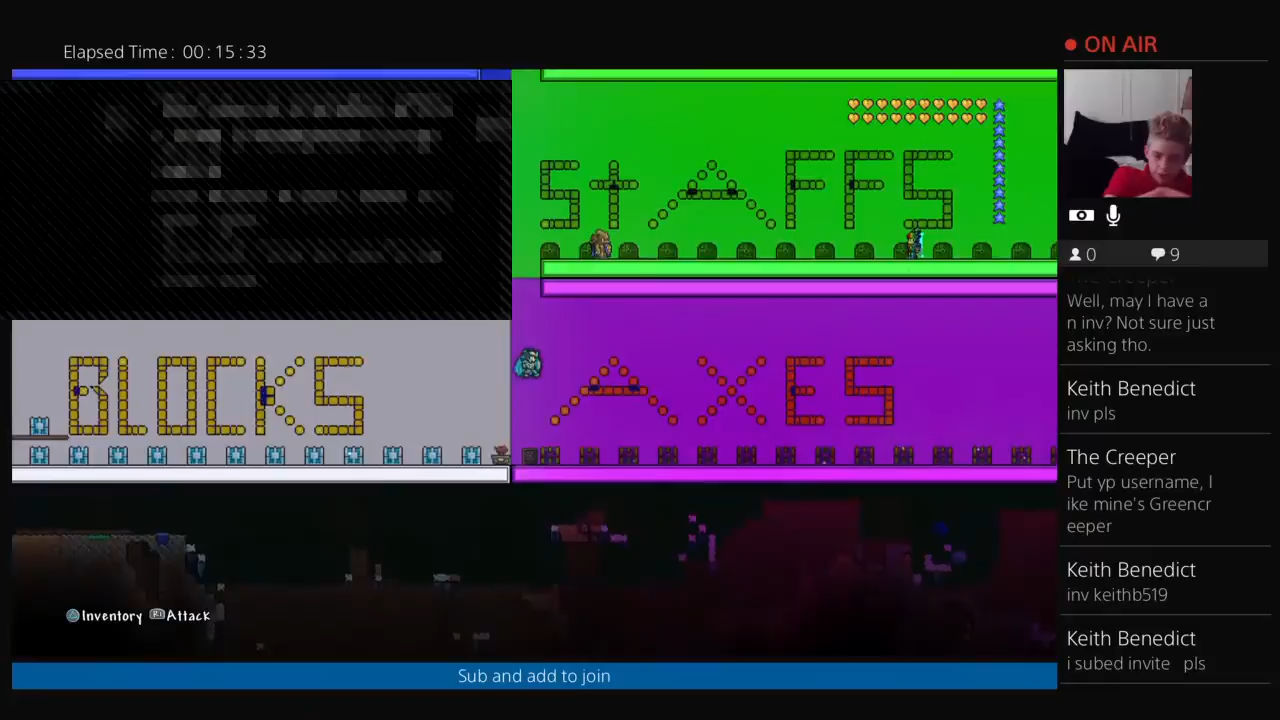 Elapsed Time: 00:15:33
ON AIR
StAFFS
0 9
Well, may I have a
n inv? Not sure just
asking tho.
BLOCKS
AXES
Keith Benedict
inv pls
The Creeper
Put yp username, l
ike mine's Greencr
eeper
Keith Benedict
inv keithb519
Inventory R1 Attack
Keith Benedict
i subed invite pls
Sub and add to join